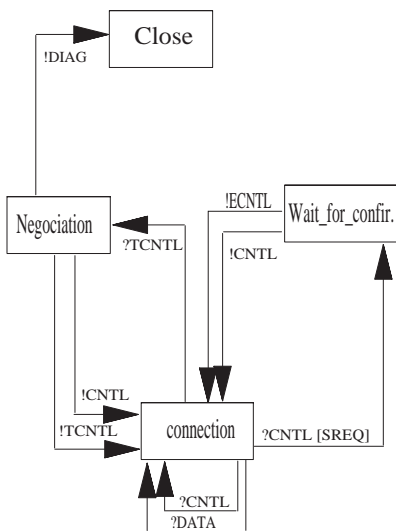 Close
!DIAG
!ECNTL
Wait_for_confir.
Negociation
?TCNTL
!CNTL
!CNTL
!TCNTL
connection
?CNTL [SREQ]
?CNTL
?DATA